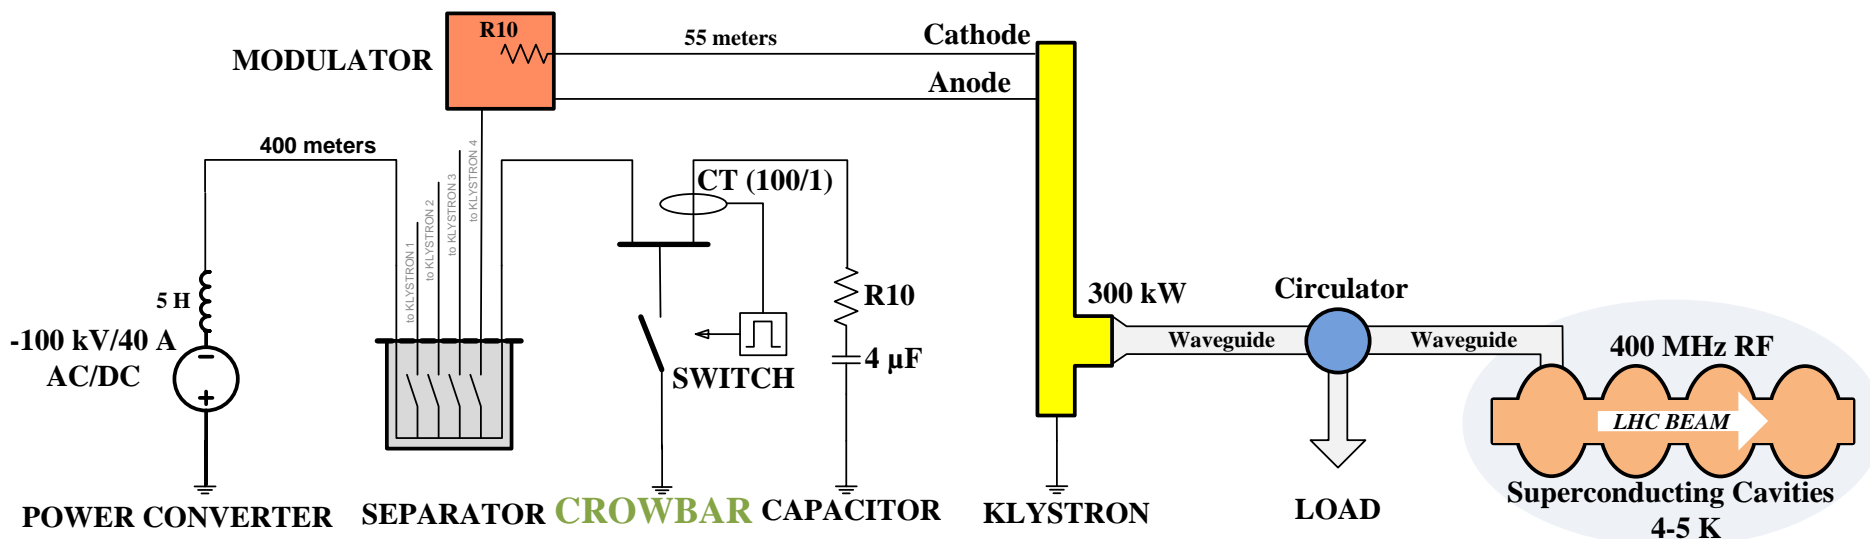 R10
55 meters
Cathode
MODULATOR
Anode
400 meters
to KLYSTRON 1
to KLYSTRON 2
to KLYSTRON 3
to KLYSTRON 4
CT (100/1)
5 H
-100 kV/40 A
AC/DC
R10
4 µF
SWITCH
300 kW
Circulator
Waveguide
Waveguide
400 MHz RF
LHC BEAM
Superconducting Cavities
4-5 K
POWER CONVERTER
SEPARATOR
CROWBAR
CAPACITOR
KLYSTRON
LOAD